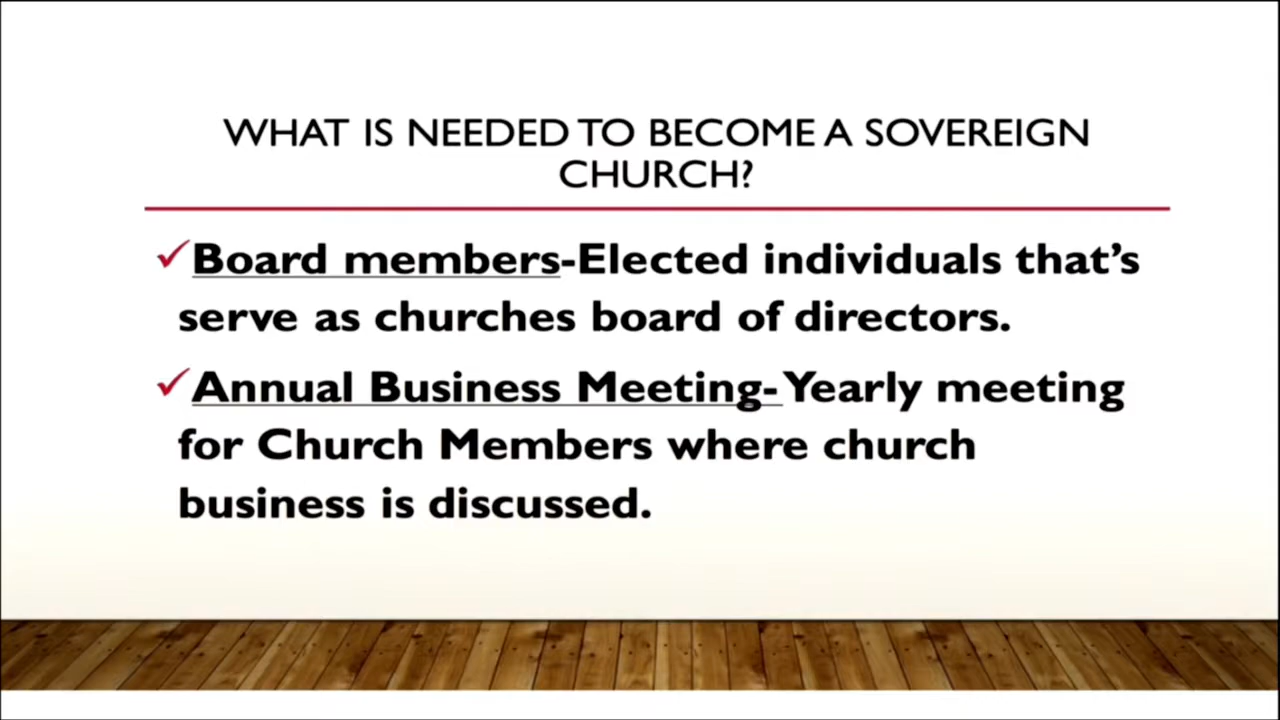 WHAT IS NEEDED TO BECOME A SOVEREIGN
CHURCH?
✓Board members-Elected individuals that's
serve as churches board of directors.
✓Annual Business Meeting- Yearly meeting
for Church Members where church
business is discussed.